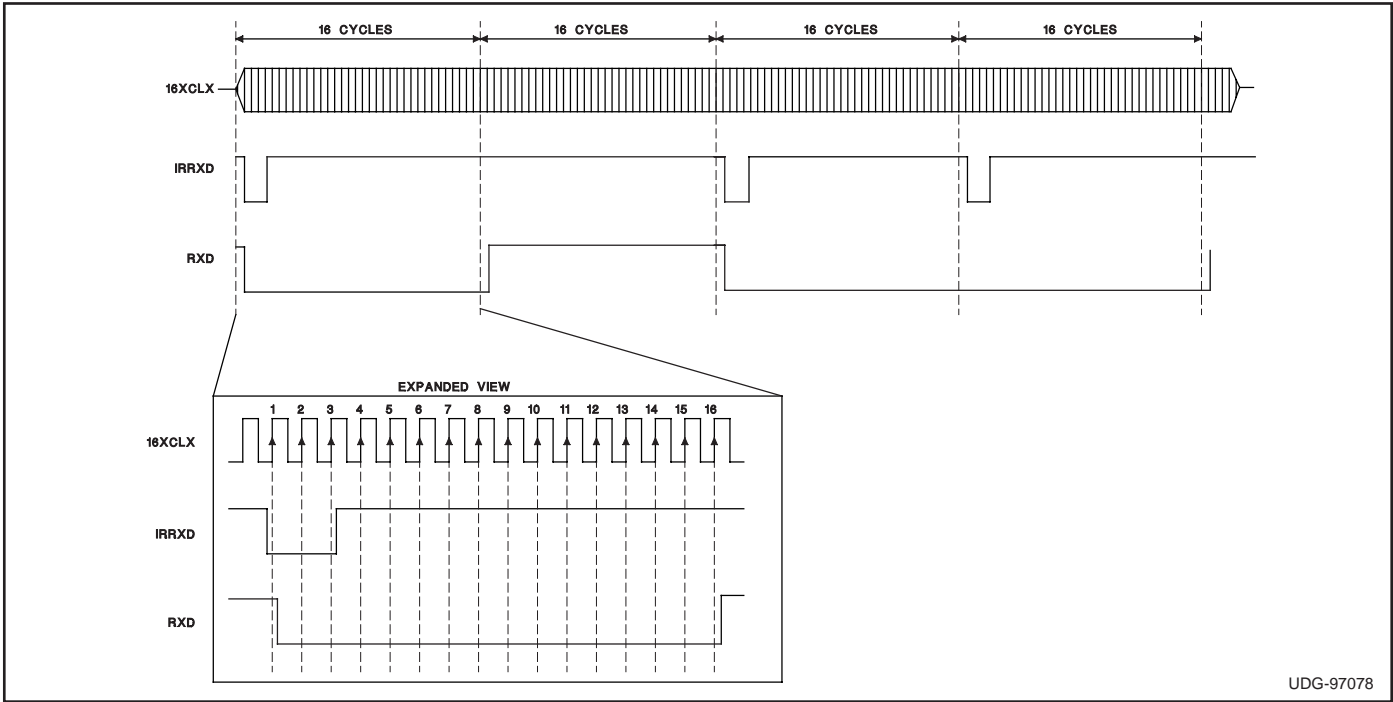 16 CYCLES 16 CYCLES 16 CYCLES 16 CYCLES
16XCLX
IRRXD
RXD
EXPANDED VIEW
1 2 3 4 5 6 7 8 9 10 11 12 13 14 15 16
16XCLX
IRRXD
RXD
UDG-97078